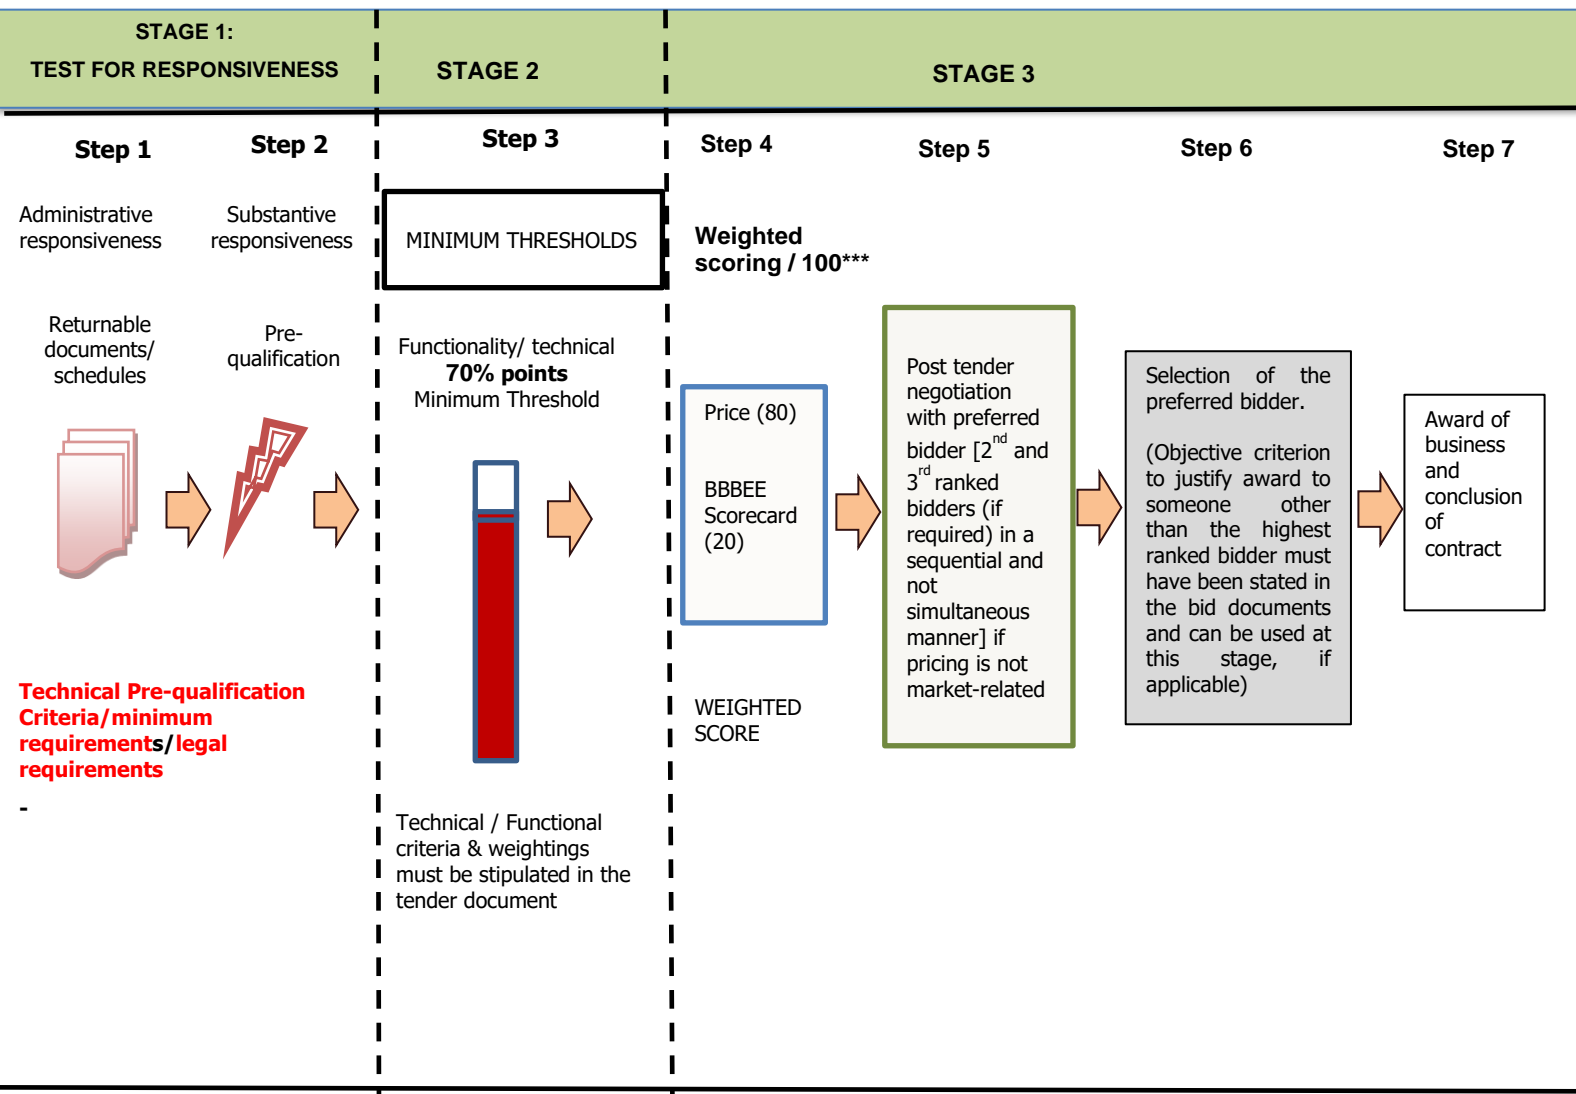 STAGE 1:
TEST FOR RESPONSIVENESS
STAGE 2
STAGE 3
Step 1
Step 2
Step 3
Step 4
Step 5
Step 6
Step 7
Administrative
responsiveness
Substantive
responsiveness
MINIMUM THRESHOLDS
Weighted
scoring / 100***
Returnable
documents/
schedules
Pre-
qualification
Functionality/ technical
70% points
Minimum Threshold
Price (80)
BBBEE
Scorecard
(20)
Post tender
negotiation
with preferred
bidder [2nd and
3rd ranked
bidders (if
required) in a
sequential and
not
simultaneous
manner] if
pricing is not
market-related
Selection of the
preferred bidder.
(Objective criterion
to justify award to
someone other
than the highest
ranked bidder must
have been stated in
the bid documents
and can be used at
this stage, if
applicable)
Award of
business
and
conclusion
of
contract
Technical Pre-qualification
Criteria/minimum
requirements/legal
requirements
-
WEIGHTED
SCORE
Technical / Functional
criteria & weightings
must be stipulated in the
tender document